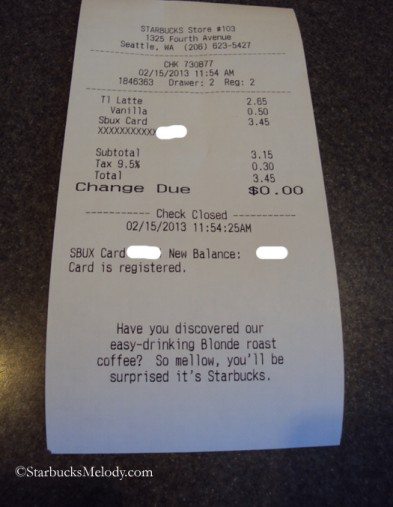 STARBUCKS Store #103
1325 Fourth Avenue
Seattle, WA (206) 623-5427
CHK 730877
02/15/2013 11:54 AM
1846363 Drawer: 2 Reg: 2
Tl Latte 2.65
Vanilla 0.50
Sbux Card 3.45
XXXXXXXXXXX
Subtotal 3.15
Tax 9.5% 0.30
Total 3.45
Change Due $0.00
------------ Check Closed ------------
02/15/2013 11:54:25AM
SBUX Card New Balance:
Card is registered.
Have you discovered our
easy-drinking Blonde roast
coffee? So mellow, you'll be
surprised it's Starbucks.
©StarbucksMelody.com